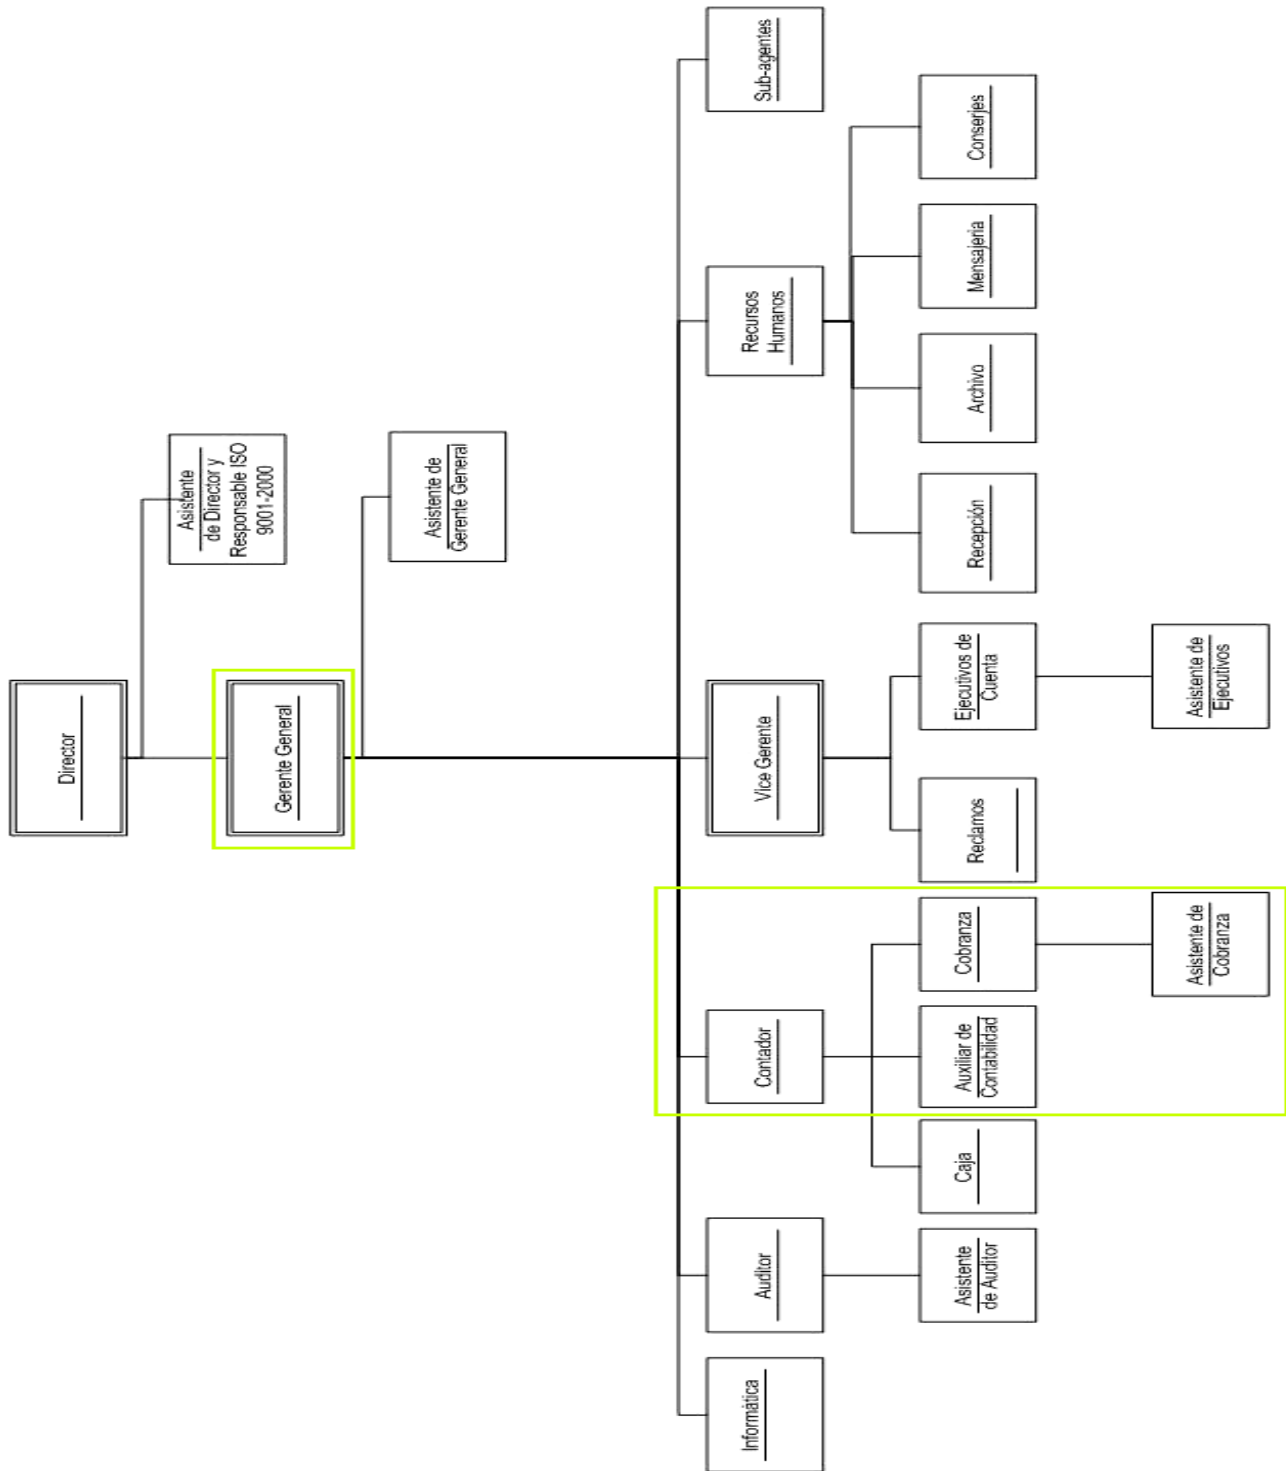 Director
Asistente
de Director y
Responsable ISO
9001-2000
Gerente General
Asistente de
Gerente General
Informática
Auditor
Contador
Vice Gerente
Recursos
Humanos
Sub-agentes
Asistente
de Auditor
Caja
Auxiliar de
Contabilidad
Cobranza
Reclamos
Ejecutivos de
Cuenta
Recepción
Archivo
Mensajería
Conserjes
Asistente de
Cobranza
Asistente de
Ejecutivos